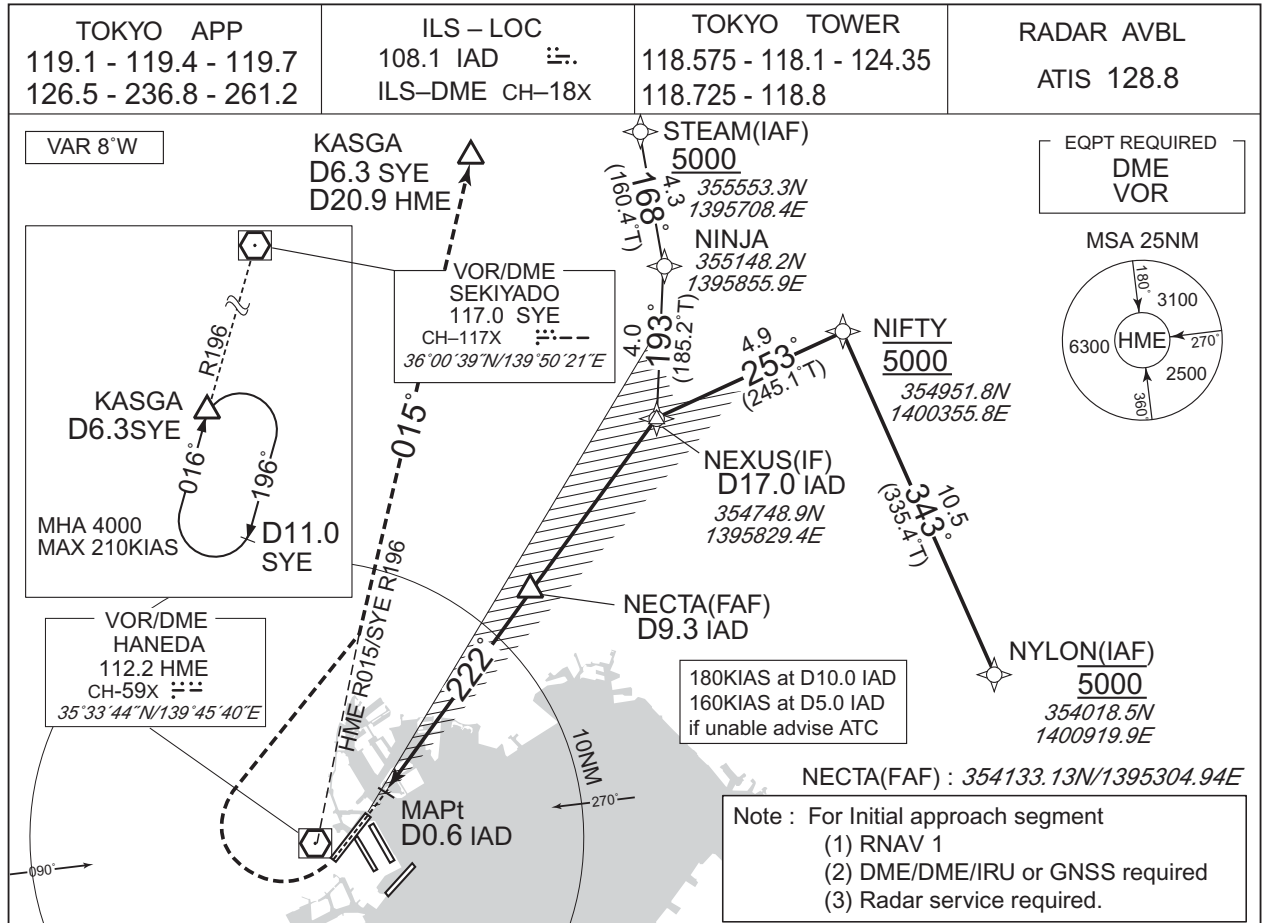 TOKYO APP
119.1 - 119.4 - 119.7
126.5 - 236.8 - 261.2
ILS – LOC
108.1 IAD
ILS–DME CH–18X
TOKYO TOWER
118.575 - 118.1 - 124.35
118.725 - 118.8
RADAR AVBL
ATIS 128.8
VAR 8°W
KASGA
D6.3 SYE
D20.9 HME
STEAM(IAF)
5000
355553.3N
1395708.4E
4.3
168°
(160.4°T)
EQPT REQUIRED
DME
VOR
NINJA
355148.2N
1395855.9E
MSA 25NM
180°
3100
6300
HME
270°
2500
360°
VOR/DME
SEKIYADO
117.0 SYE
CH–117X
36°00′39″N/139°50′21″E
4.0
193°
(185.2°T)
4.9
253°
(245.1°T)
NIFTY
5000
354951.8N
1400355.8E
R196
KASGA
D6.3SYE
016°
196°
MHA 4000
MAX 210KIAS
D11.0
SYE
015°
NEXUS(IF)
D17.0 IAD
354748.9N
1395829.4E
10.5
343°
(335.4°T)
NECTA(FAF)
D9.3 IAD
VOR/DME
HANEDA
112.2 HME
CH-59X
35°33′44″N/139°45′40″E
HME R015/SYE R196
222°
180KIAS at D10.0 IAD
160KIAS at D5.0 IAD
if unable advise ATC
NYLON(IAF)
5000
354018.5N
1400919.9E
10NM
270°
090°
MAPt
D0.6 IAD
NECTA(FAF) : 354133.13N/1395304.94E
Note : For Initial approach segment
(1) RNAV 1
(2) DME/DME/IRU or GNSS required
(3) Radar service required.